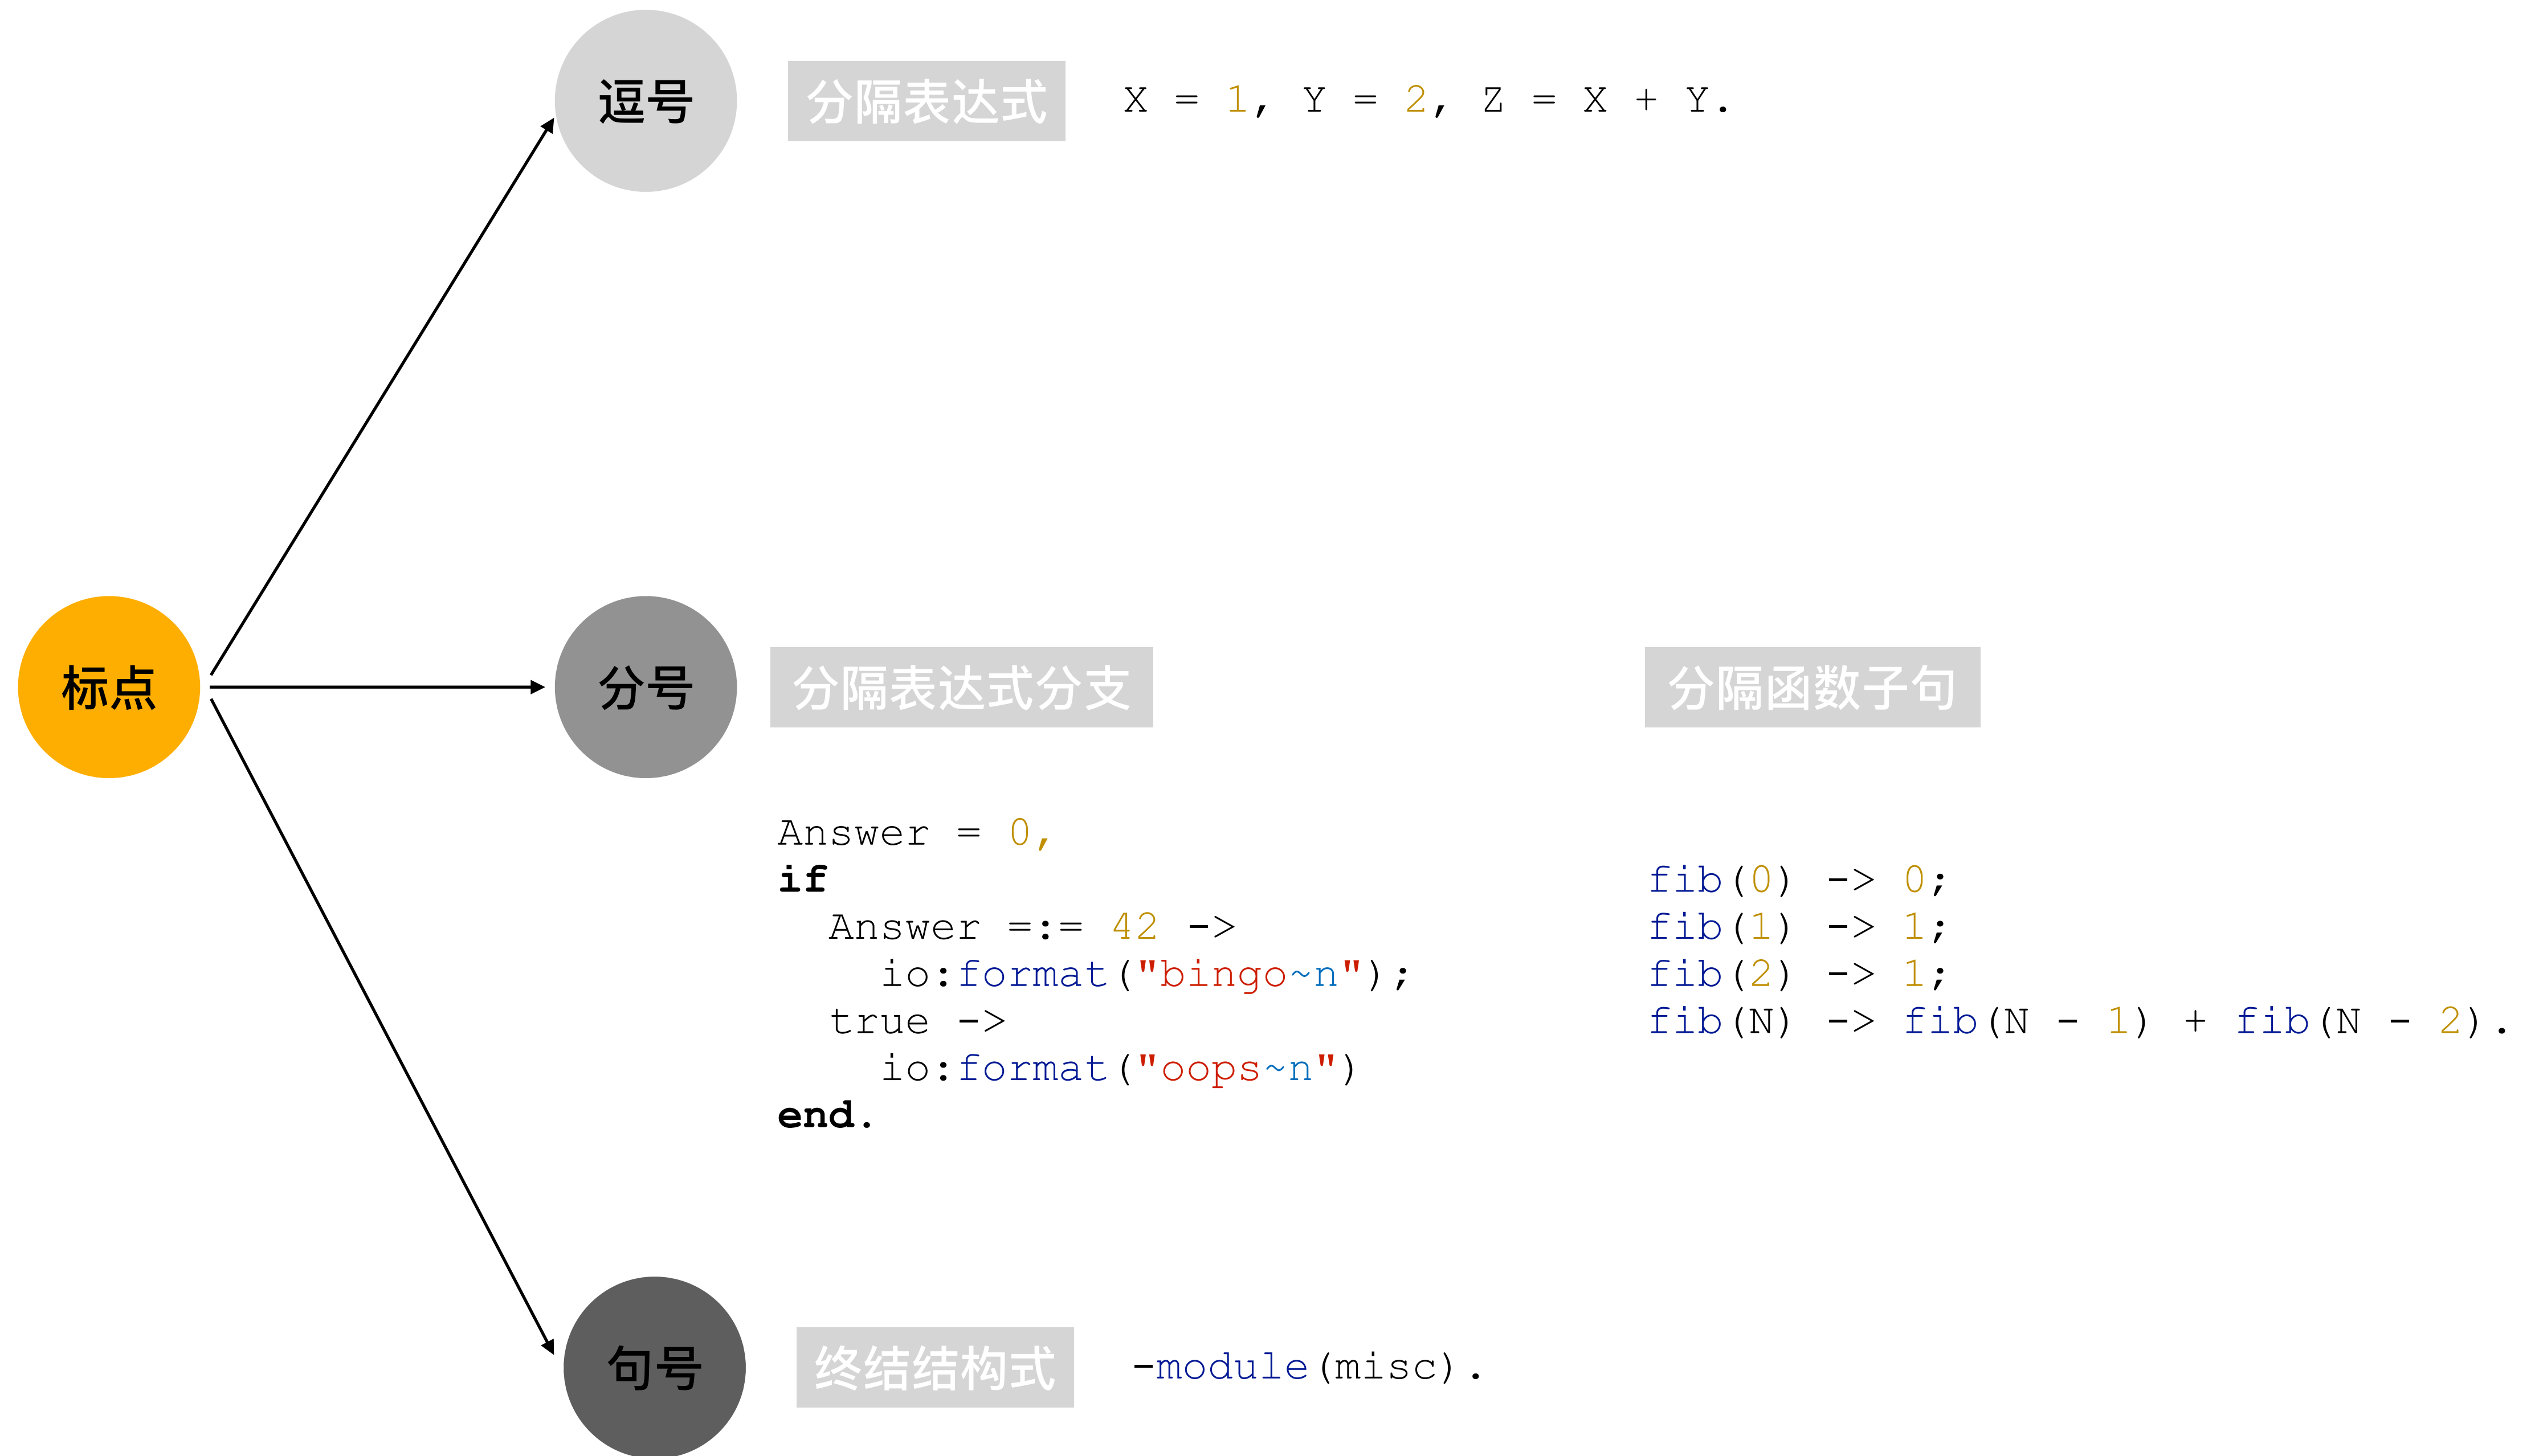 标点
逗号
分隔表达式
X = 1, Y = 2, Z = X + Y.
分号
分隔表达式分支
Answer = 0,
if
  Answer =:= 42 ->
    io:format("bingo~n");
  true ->
    io:format("oops~n")
end.
分隔函数子句
fib(0) -> 0;
fib(1) -> 1;
fib(2) -> 1;
fib(N) -> fib(N - 1) + fib(N - 2).
句号
终结结构式
-module(misc).